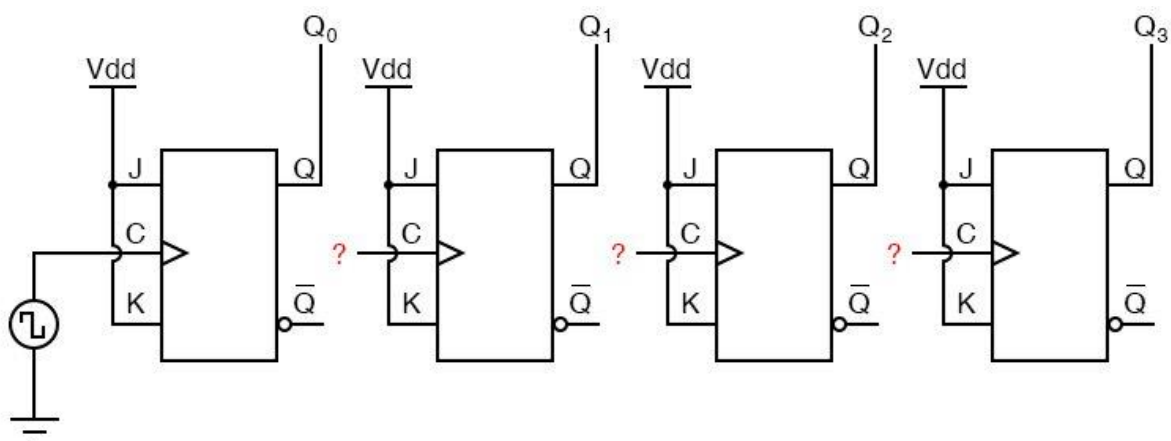 Q₀ Q₁ Q₂ Q₃
Vdd Vdd Vdd Vdd
J Q J Q J Q J Q
C ? C ? C ? C
K Q̅ K Q̅ K Q̅ K Q̅